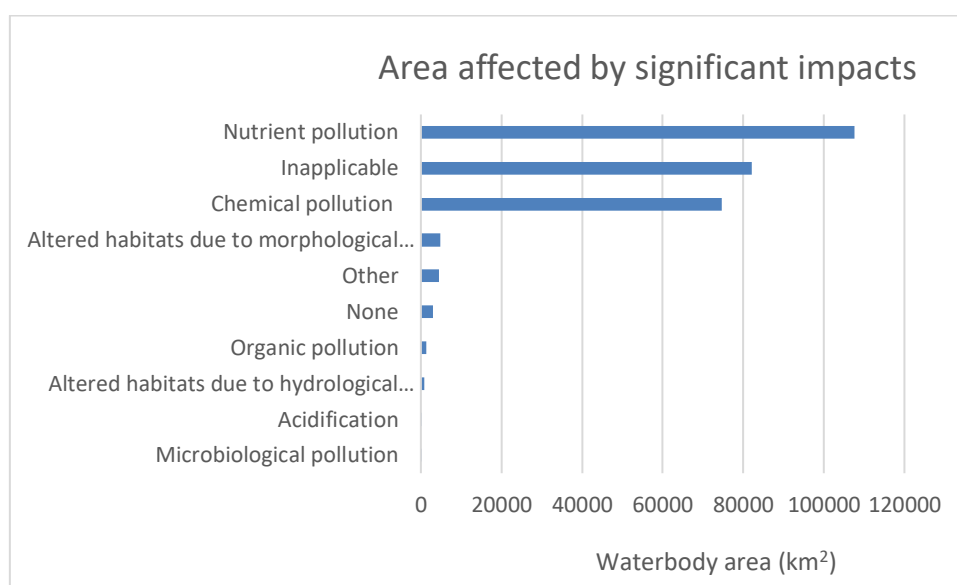 Area affected by significant impacts
Nutrient pollution
Inapplicable
Chemical pollution
Altered habitats due to morphological...
Other
None
Organic pollution
Altered habitats due to hydrological...
Acidification
Microbiological pollution
0 20000 40000 60000 80000 100000 120000
Waterbody area (km²)